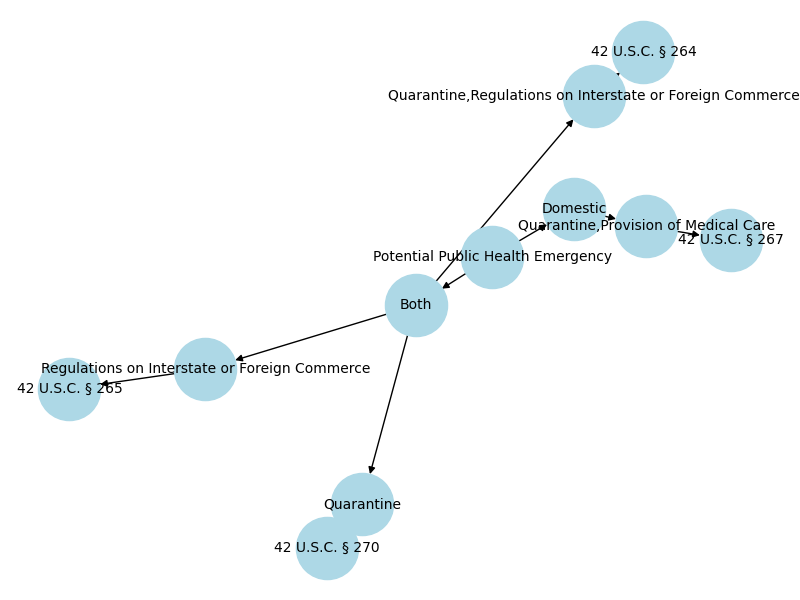 42 U.S.C. § 264
Quarantine,Regulations on Interstate or Foreign Commerce
Domestic
Quarantine,Provision of Medical Care
42 U.S.C. § 267
Potential Public Health Emergency
Both
Regulations on Interstate or Foreign Commerce
42 U.S.C. § 265
Quarantine
42 U.S.C. § 270